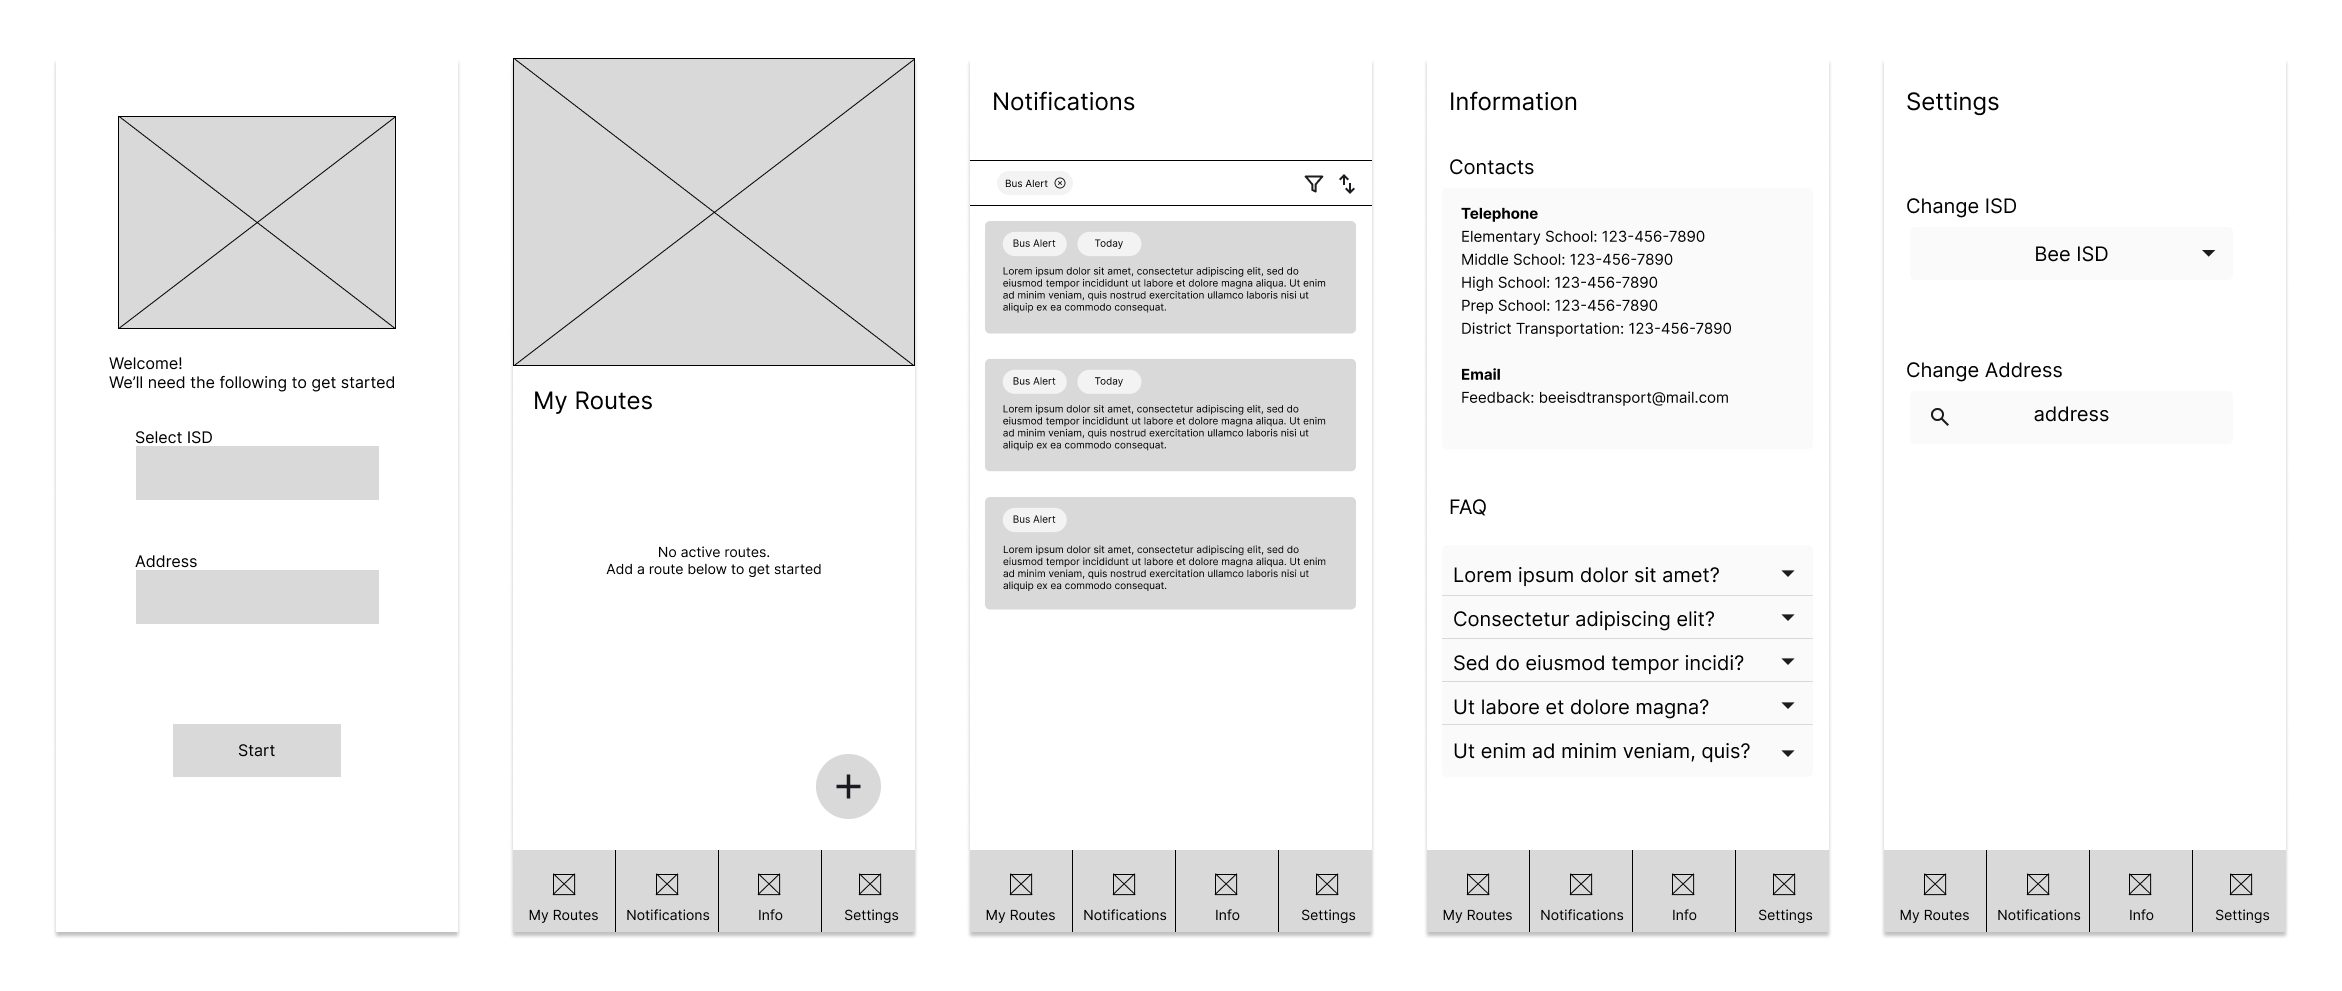 Welcome!
We'll need the following to get started
Select ISD
Address
Start
My Routes
No active routes.
Add a route below to get started
My Routes
Notifications
Info
Settings
Notifications
Bus Alert
Bus Alert
Today
Lorem ipsum dolor sit amet, consectetur adipiscing elit, sed do
eiusmod tempor incididunt ut labore et dolore magna aliqua. Ut enim
ad minim veniam, quis nostrud exercitation ullamco laboris nisi ut
aliquip ex ea commodo consequat.
Bus Alert
Today
Lorem ipsum dolor sit amet, consectetur adipiscing elit, sed do
eiusmod tempor incididunt ut labore et dolore magna aliqua. Ut enim
ad minim veniam, quis nostrud exercitation ullamco laboris nisi ut
aliquip ex ea commodo consequat.
Bus Alert
Lorem ipsum dolor sit amet, consectetur adipiscing elit, sed do
eiusmod tempor incididunt ut labore et dolore magna aliqua. Ut enim
ad minim veniam, quis nostrud exercitation ullamco laboris nisi ut
aliquip ex ea commodo consequat.
My Routes
Notifications
Info
Settings
Information
Contacts
Telephone
Elementary School: 123-456-7890
Middle School: 123-456-7890
High School: 123-456-7890
Prep School: 123-456-7890
District Transportation: 123-456-7890
Email
Feedback: beeisdtransport@mail.com
FAQ
Lorem ipsum dolor sit amet?
Consectetur adipiscing elit?
Sed do eiusmod tempor incidi?
Ut labore et dolore magna?
Ut enim ad minim veniam, quis?
My Routes
Notifications
Info
Settings
Settings
Change ISD
Bee ISD
Change Address
address
My Routes
Notifications
Info
Settings